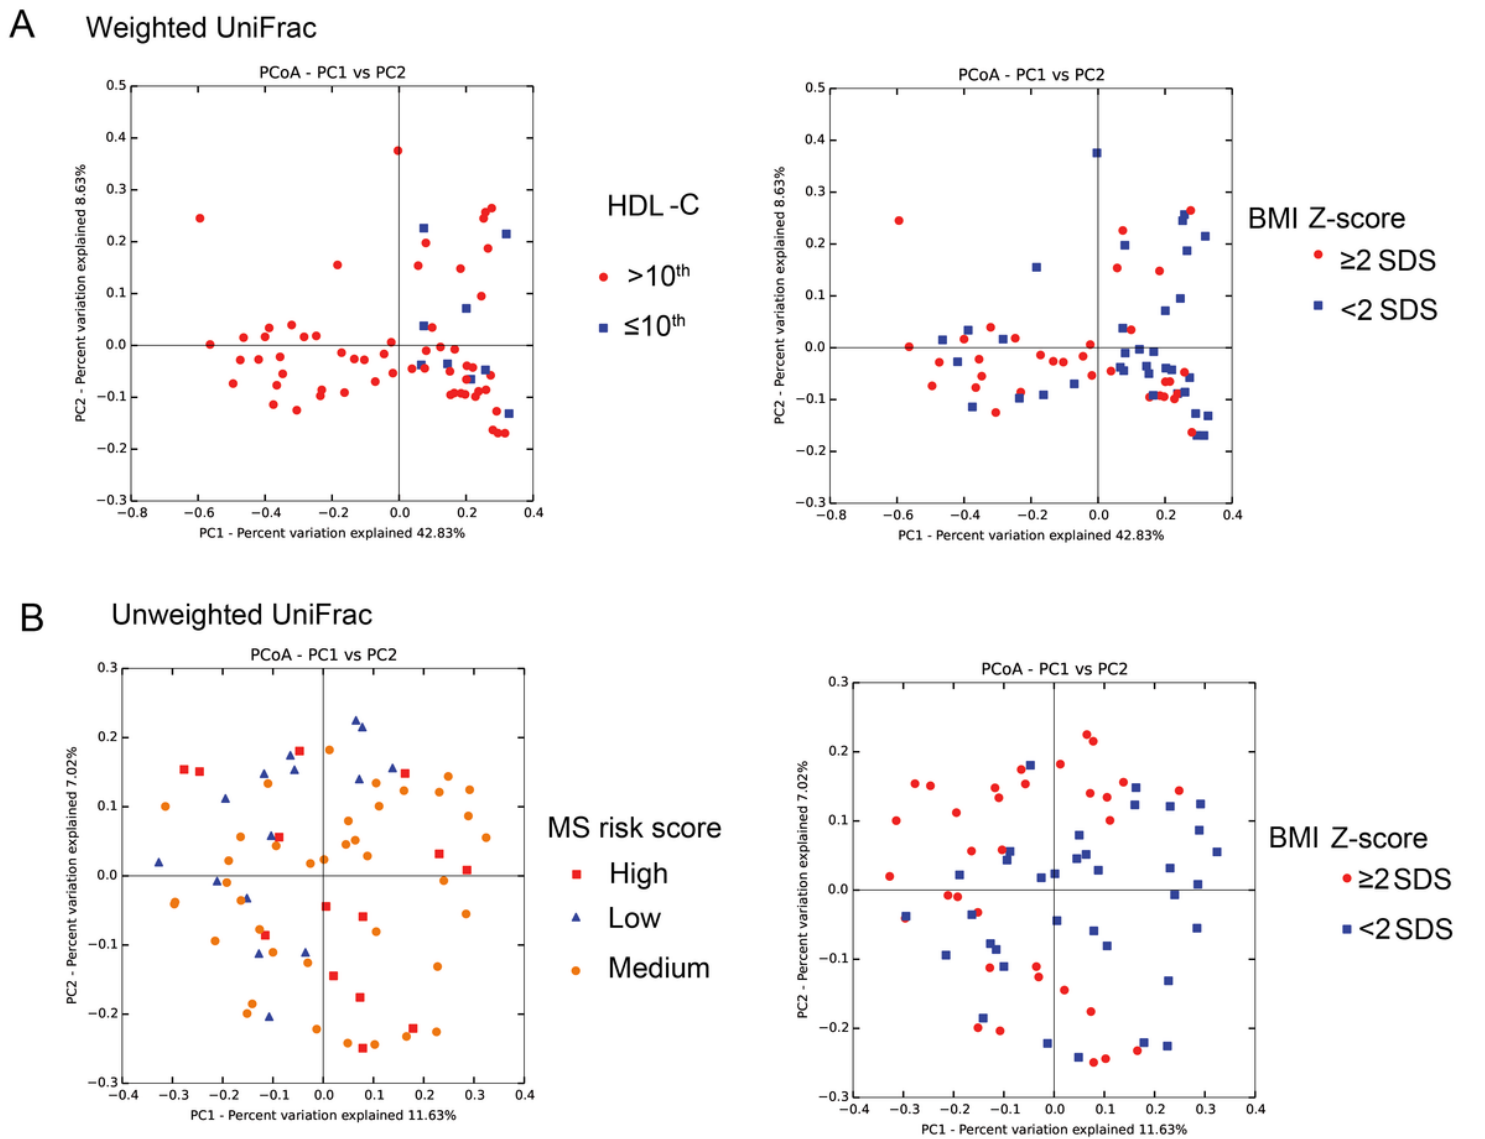 A
Weighted UniFrac
PCoA - PC1 vs PC2
0.5
0.4
0.3
0.2
0.1
0.0
−0.1
−0.2
−0.3
PC2 - Percent variation explained 8.63%
−0.8
−0.6
−0.4
−0.2
0.0
0.2
0.4
PC1 - Percent variation explained 42.83%
HDL -C
>10th
≤10th
PCoA - PC1 vs PC2
0.5
0.4
0.3
0.2
0.1
0.0
−0.1
−0.2
−0.3
PC2 - Percent variation explained 8.63%
−0.8
−0.6
−0.4
−0.2
0.0
0.2
0.4
PC1 - Percent variation explained 42.83%
BMI Z-score
≥2 SDS
<2 SDS
B
Unweighted UniFrac
PCoA - PC1 vs PC2
0.3
0.2
0.1
0.0
−0.1
−0.2
−0.3
PC2 - Percent variation explained 7.02%
−0.4
−0.3
−0.2
−0.1
0.0
0.1
0.2
0.3
0.4
PC1 - Percent variation explained 11.63%
MS risk score
High
Low
Medium
PCoA - PC1 vs PC2
0.3
0.2
0.1
0.0
−0.1
−0.2
−0.3
PC2 - Percent variation explained 7.02%
−0.4
−0.3
−0.2
−0.1
0.0
0.1
0.2
0.3
0.4
PC1 - Percent variation explained 11.63%
BMI Z-score
≥2 SDS
<2 SDS